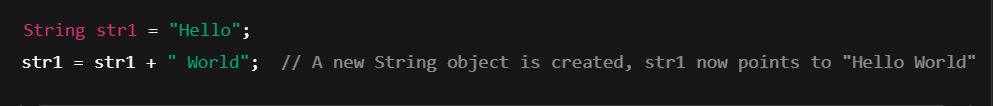 String str1 = "Hello";
str1 = str1 + " World";  // A new String object is created, str1 now points to "Hello World"